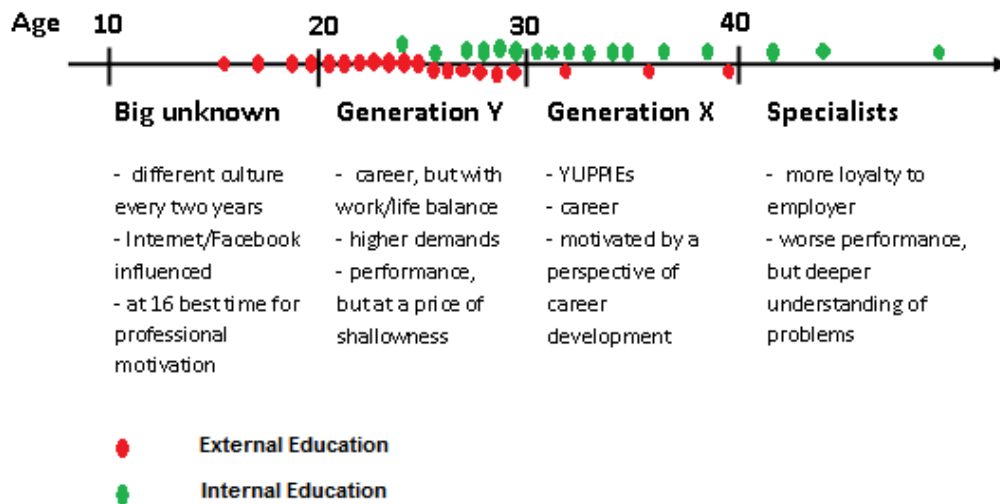 Age 10 20 30 40
Big unknown
- different culture
every two years
- Internet/Facebook
influenced
- at 16 best time for
professional
motivation
Generation Y
- career, but with
work/life balance
- higher demands
- performance,
but at a price of
shallowness
Generation X
- YUPPIEs
- career
- motivated by a
perspective of
career
development
Specialists
- more loyalty to
employer
- worse performance,
but deeper
understanding of
problems
External Education
Internal Education